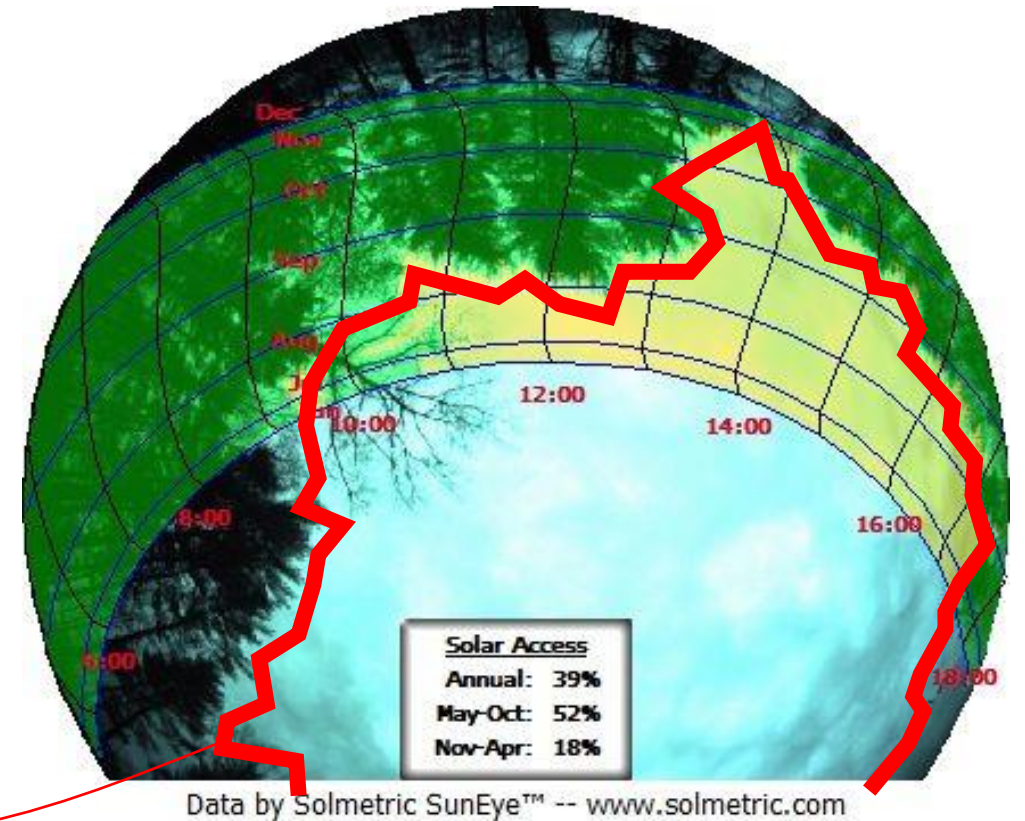 Dec
Nov
Oct
Sep
Aug
12:00
10:00
14:00
8:00
16:00
6:00
18:00
Solar Access
Annual: 39%
May-Oct: 52%
Nov-Apr: 18%
Data by Solmetric SunEye™ -- www.solmetric.com